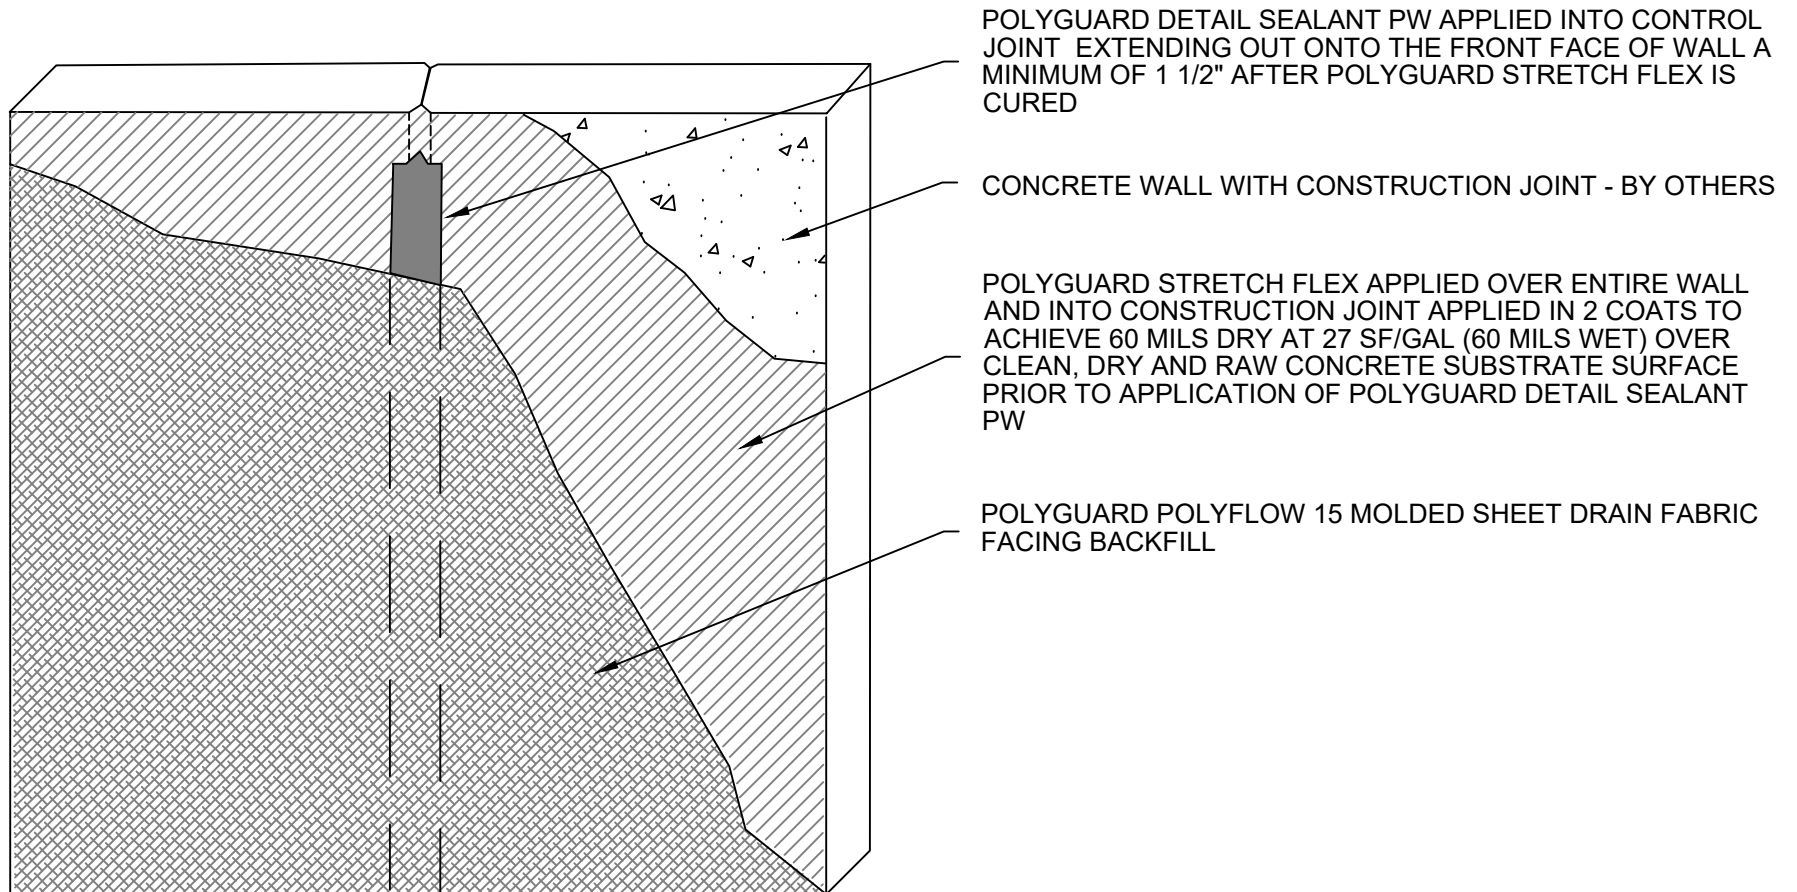 POLYGUARD DETAIL SEALANT PW APPLIED INTO CONTROL
JOINT  EXTENDING OUT ONTO THE FRONT FACE OF WALL A
MINIMUM OF 1 1/2" AFTER POLYGUARD STRETCH FLEX IS
CURED
CONCRETE WALL WITH CONSTRUCTION JOINT - BY OTHERS
POLYGUARD STRETCH FLEX APPLIED OVER ENTIRE WALL
AND INTO CONSTRUCTION JOINT APPLIED IN 2 COATS TO
ACHIEVE 60 MILS DRY AT 27 SF/GAL (60 MILS WET) OVER
CLEAN, DRY AND RAW CONCRETE SUBSTRATE SURFACE
PRIOR TO APPLICATION OF POLYGUARD DETAIL SEALANT
PW
POLYGUARD POLYFLOW 15 MOLDED SHEET DRAIN FABRIC
FACING BACKFILL